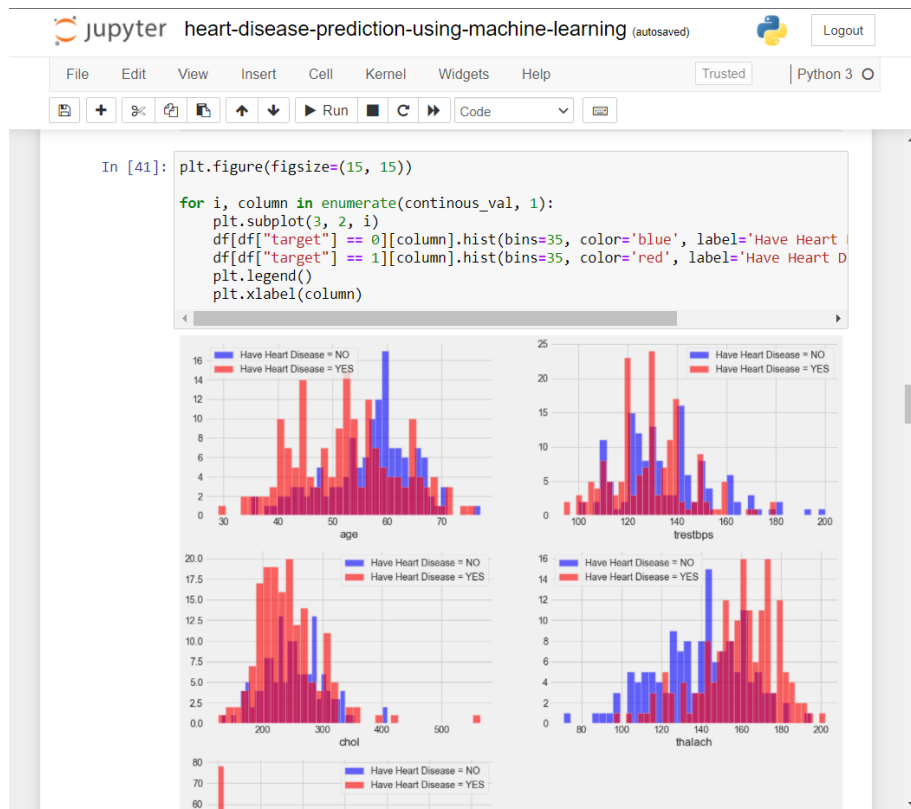 jupyter heart-disease-prediction-using-machine-learning (autosaved) Logout
File Edit View Insert Cell Kernel Widgets Help Trusted Python 3
Run Code
In [41]: plt.figure(figsize=(15, 15))
for i, column in enumerate(continous_val, 1):
plt.subplot(3, 2, i)
df[df["target"] == 0][column].hist(bins=35, color='blue', label='Have Heart
df[df["target"] == 1][column].hist(bins=35, color='red', label='Have Heart D
plt.legend()
plt.xlabel(column)
Have Heart Disease = NO
Have Heart Disease = YES
16
14
12
10
8
6
4
2
0
30 40 50 60 70
age
Have Heart Disease = NO
Have Heart Disease = YES
25
20
15
10
5
0
100 120 140 160 180 200
trestbps
Have Heart Disease = NO
Have Heart Disease = YES
20.0
17.5
15.0
12.5
10.0
7.5
5.0
2.5
0.0
200 300 400 500
chol
Have Heart Disease = NO
Have Heart Disease = YES
16
14
12
10
8
6
4
2
0
80 100 120 140 160 180 200
thalach
Have Heart Disease = NO
Have Heart Disease = YES
80
70
60